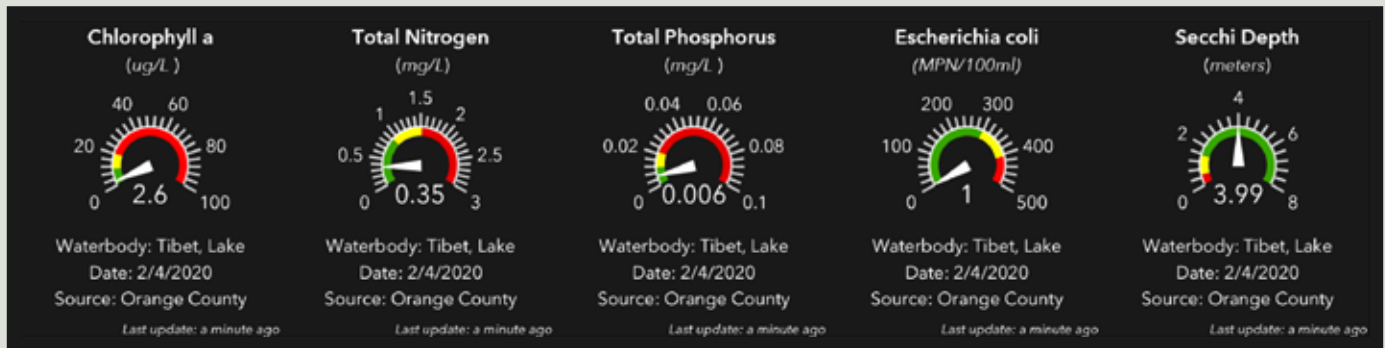 Chlorophyll a
(ug/L )
0
20
40
60
80
100
2.6
Waterbody: Tibet, Lake
Date: 2/4/2020
Source: Orange County
Last update: a minute ago
Total Nitrogen
(mg/L)
0
0.5
1
1.5
2
2.5
3
0.35
Waterbody: Tibet, Lake
Date: 2/4/2020
Source: Orange County
Last update: a minute ago
Total Phosphorus
(mg/L )
0
0.02
0.04
0.06
0.08
0.1
0.006
Waterbody: Tibet, Lake
Date: 2/4/2020
Source: Orange County
Last update: a minute ago
Escherichia coli
(MPN/100ml)
0
100
200
300
400
500
1
Waterbody: Tibet, Lake
Date: 2/4/2020
Source: Orange County
Last update: a minute ago
Secchi Depth
(meters)
0
2
4
6
8
3.99
Waterbody: Tibet, Lake
Date: 2/4/2020
Source: Orange County
Last update: a minute ago